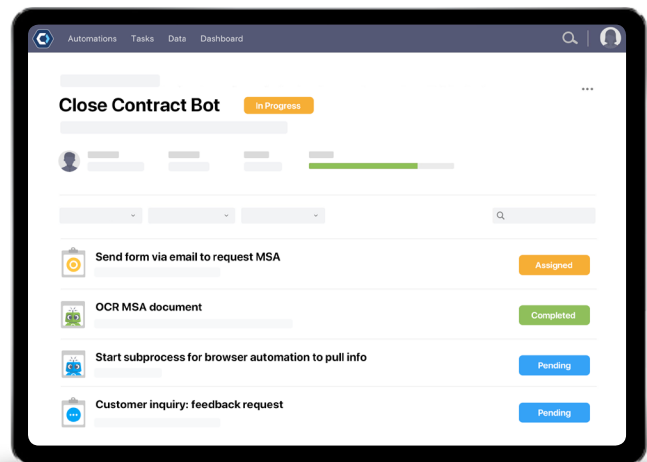 Automations Tasks Data Dashboard
Close Contract Bot In Progress
Send form via email to request MSA
Assigned
OCR MSA document
Completed
Start subprocess for browser automation to pull info
Pending
Customer inquiry: feedback request
Pending